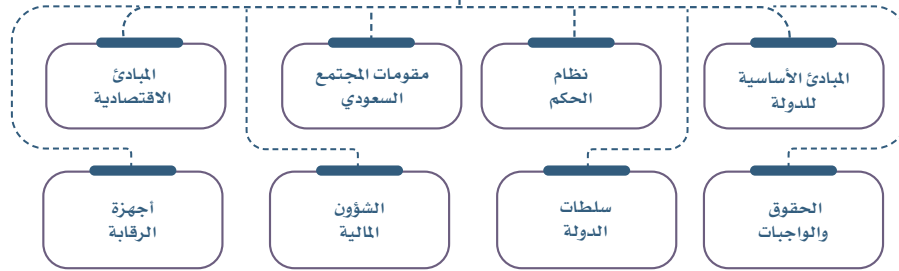 المبادئ الأساسية
للدولة
نظام
الحكم
مقومات المجتمع
السعودي
المبادئ
الاقتصادية
الحقوق
والواجبات
سلطات
الدولة
الشؤون
المالية
أجهزة
الرقابة